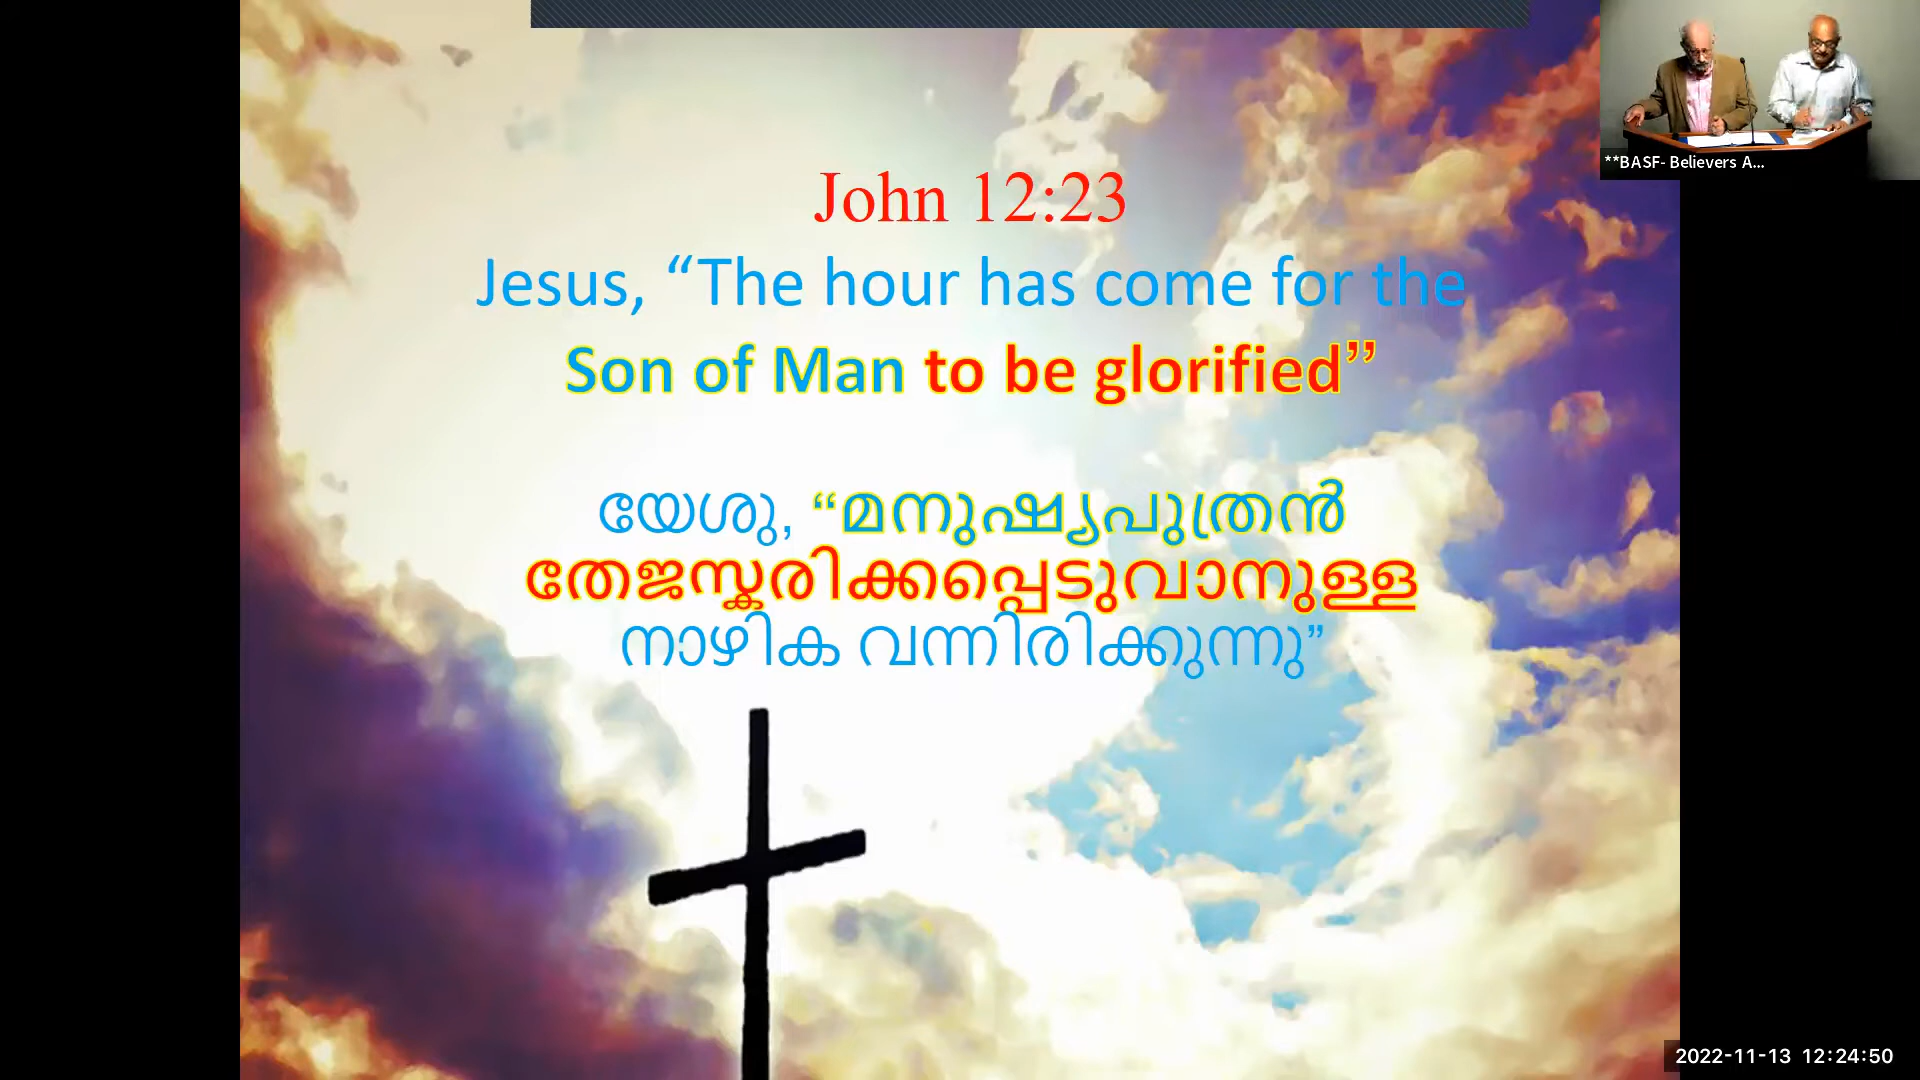 **BASF- Believers A...
John 12:23
Jesus, “The hour has come for the
Son of Man to be glorified”
യേശു, “മനുഷ്യപുത്രൻ
തേജസ്കരിക്കപ്പെടുവാനുള്ള
നാഴിക വന്നിരിക്കുന്നു”
2022-11-13 12:24:50